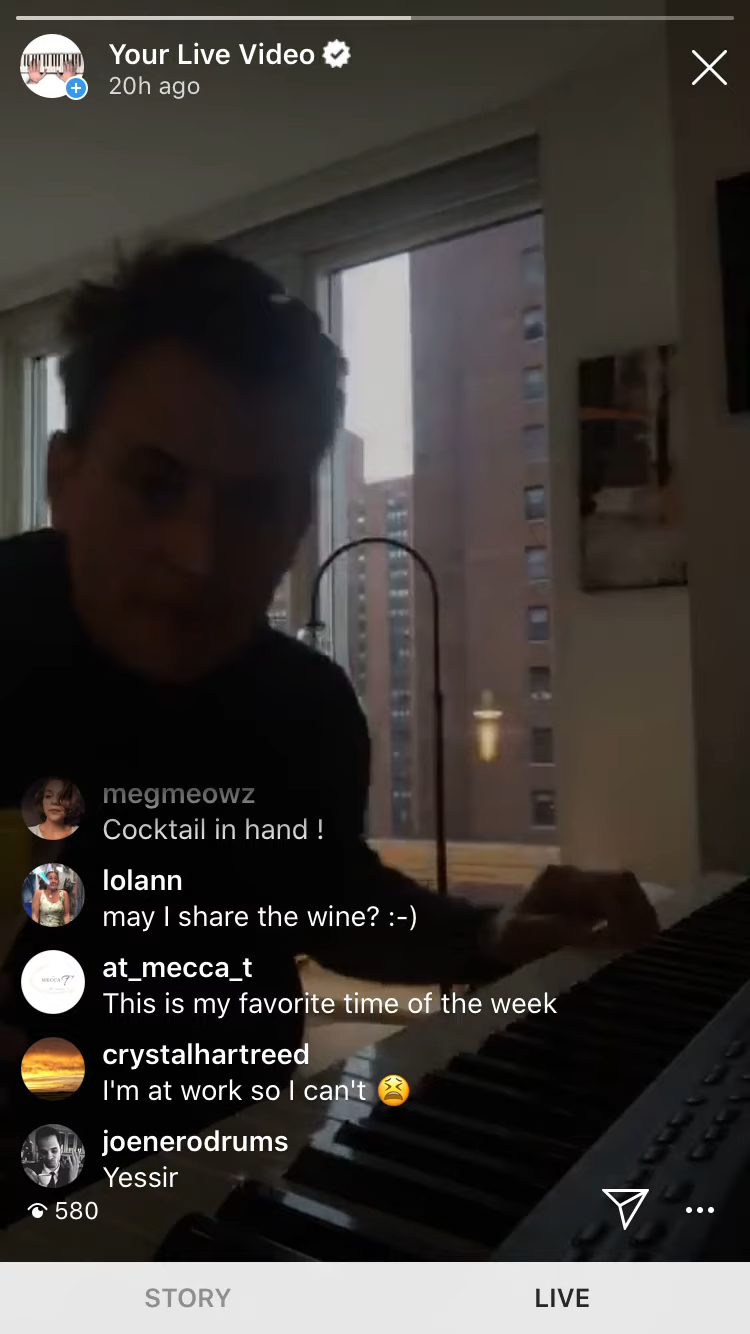 Your Live Video
20h ago
megmeowz
Cocktail in hand !
lolann
may I share the wine? :-)
at_mecca_t
This is my favorite time of the week
crystalhartreed
I'm at work so I can't 😫
joenerodrums
Yessir
580
STORY LIVE